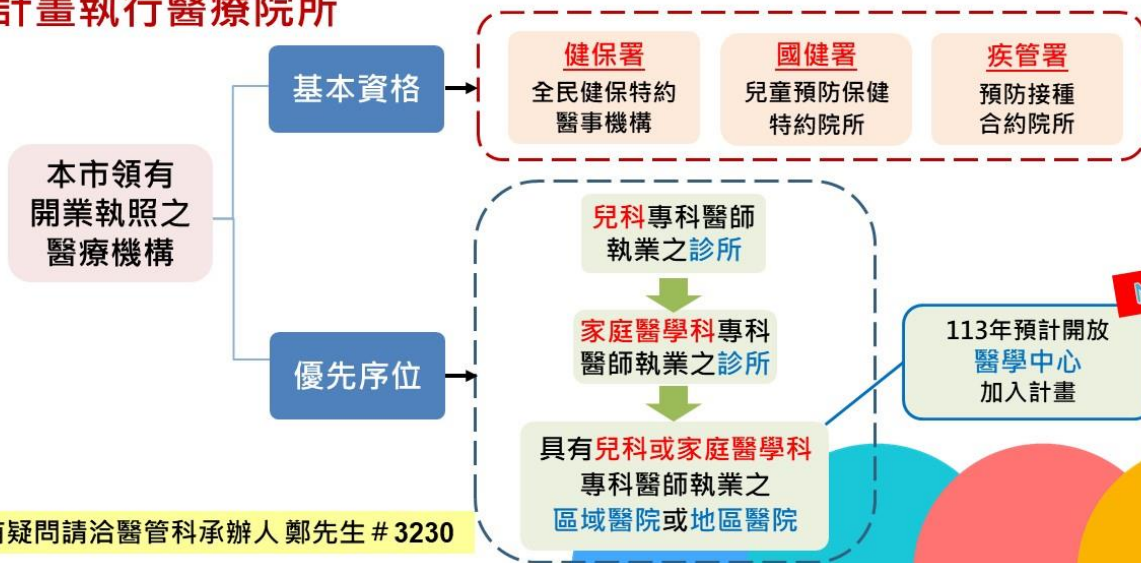 計畫執行醫療院所
本市領有
開業執照之
醫療機構
基本資格
健保署
全民健保特約
醫事機構
國健署
兒童預防保健
特約院所
疾管署
預防接種
合約院所
優先序位
兒科專科醫師
執業之診所
家庭醫學科專科
醫師執業之診所
具有兒科或家庭醫學科
專科醫師執業之
區域醫院或地區醫院
113年預計開放
醫學中心
加入計畫
有疑問請洽醫管科承辦人鄭先生#3230